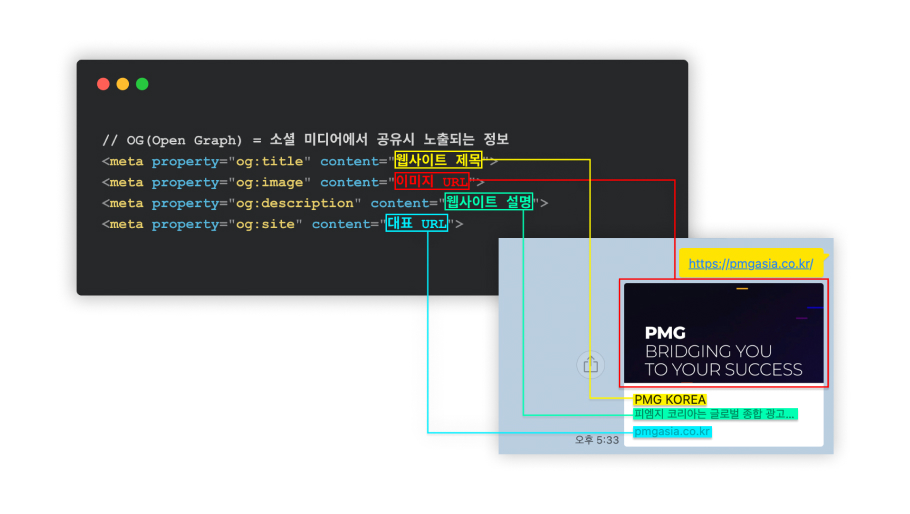 // OG(Open Graph) = 소셜 미디어에서 공유시 노출되는 정보
<meta property="og:title" content="웹사이트 제목">
<meta property="og:image" content="이미지 URL">
<meta property="og:description" content="웹사이트 설명">
<meta property="og:site" content="대표 URL">
https://pmgasia.co.kr/
PMG
BRIDGING YOU
TO YOUR SUCCESS
PMG KOREA
피엠지 코리아는 글로벌 종합 광고...
pmgasia.co.kr
오후 5:33